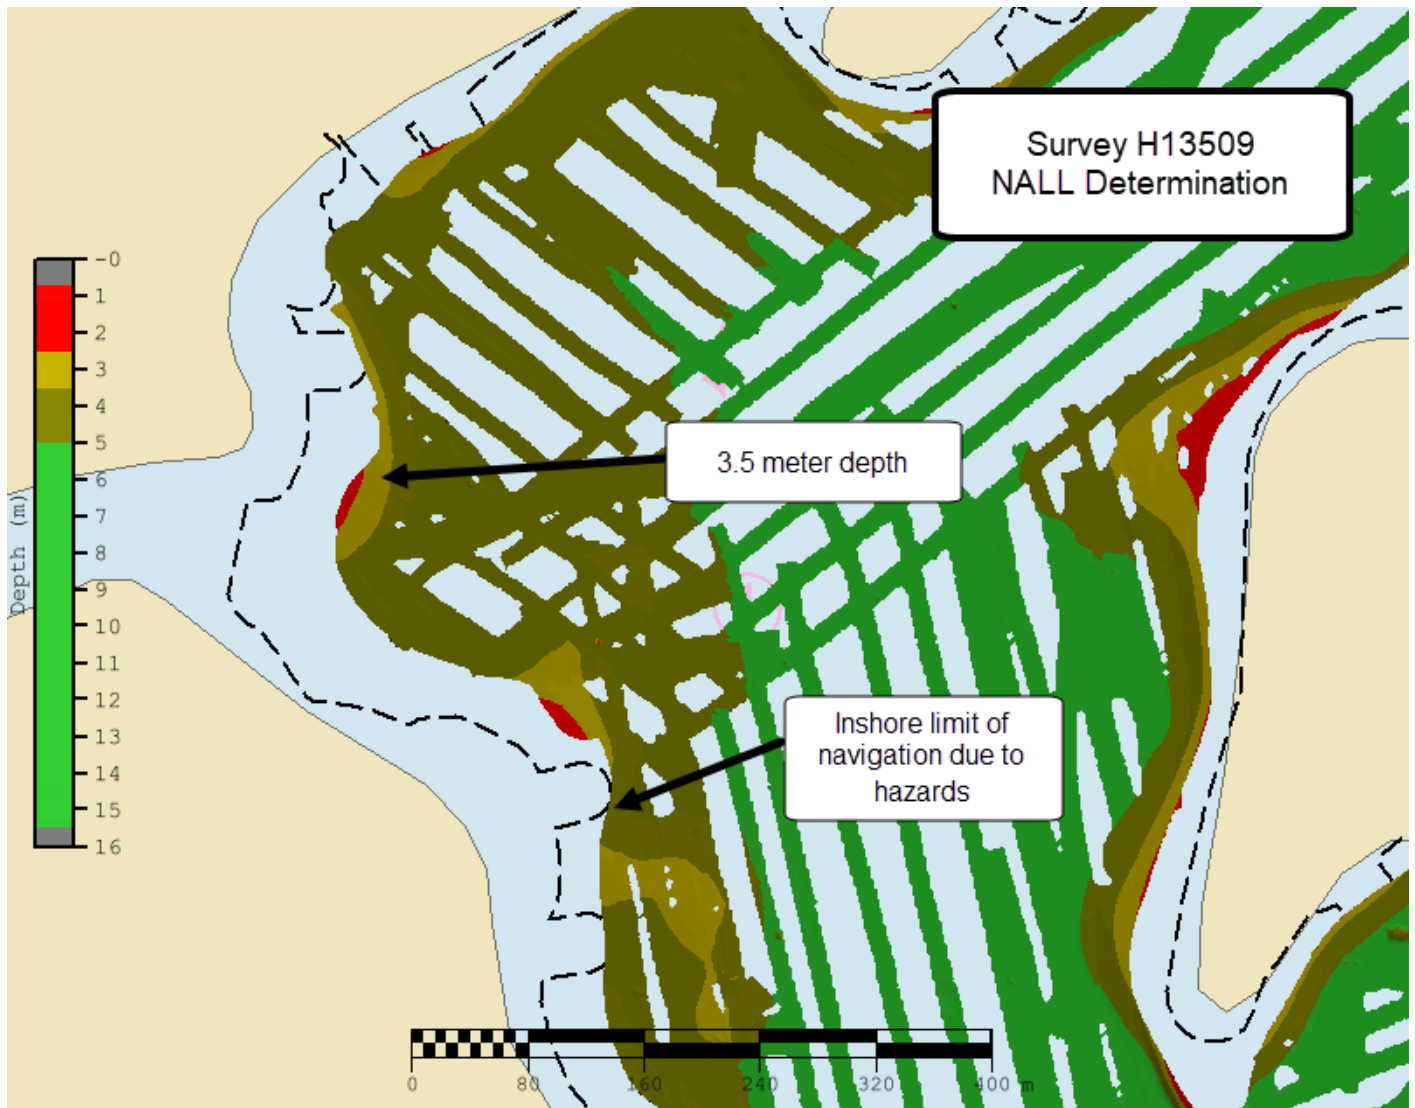 Survey H13509
NALL Determination
3.5 meter depth
Inshore limit of
navigation due to
hazards
Depth (m)
-0
1
2
3
4
5
6
7
8
9
10
11
12
13
14
15
16
0 80 160 240 320 400 m